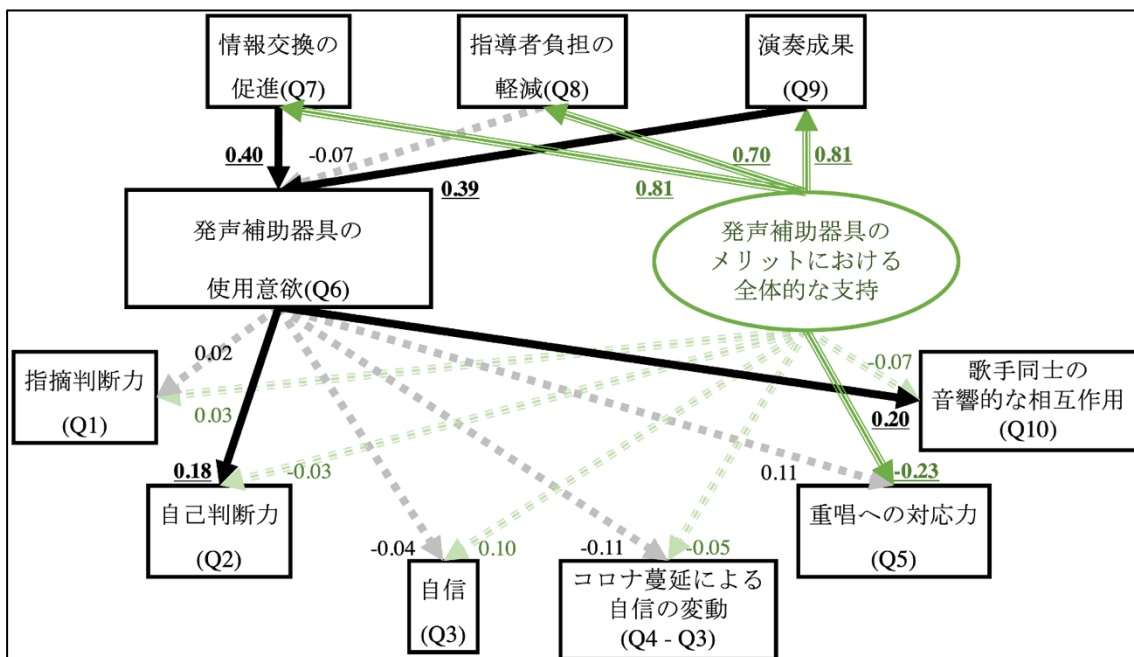 情報交換の
促進(Q7)
指導者負担の
軽減(Q8)
演奏成果
(Q9)
0.40
-0.07
0.39
0.81
0.70
0.81
発声補助器具の
使用意欲(Q6)
発声補助器具の
メリットにおける
全体的な支持
0.02
0.03
指摘判断力
(Q1)
-0.07
歌手同士の
音響的な相互作用
(Q10)
0.20
0.18
-0.03
自己判断力
(Q2)
0.11
-0.23
重唱への対応力
(Q5)
-0.04
0.10
自信
(Q3)
-0.11
-0.05
コロナ蔓延による
自信の変動
(Q4 - Q3)